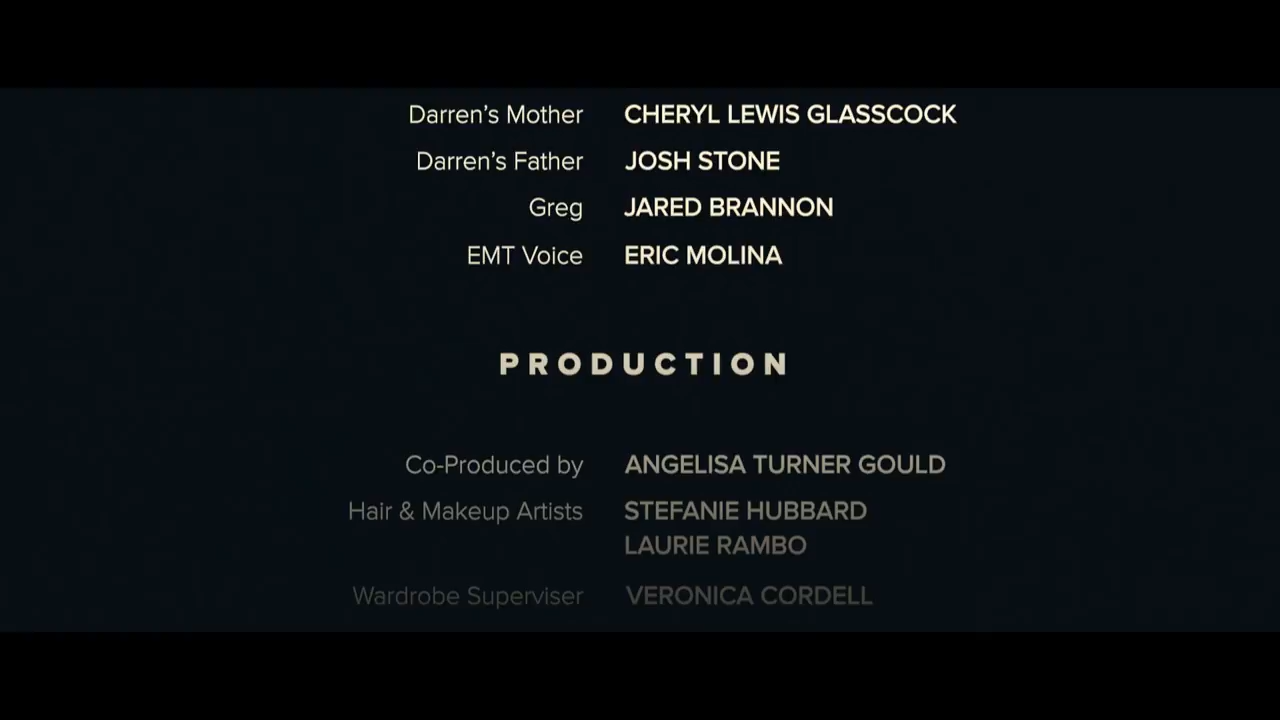 Darren's Mother CHERYL LEWIS GLASSCOCK
Darren's Father JOSH STONE
Greg JARED BRANNON
EMT Voice ERIC MOLINA
PRODUCTION
Co-Produced by ANGELISA TURNER GOULD
Hair & Makeup Artists STEFANIE HUBBARD
LAURIE RAMBO
Wardrobe Superviser VERONICA CORDELL